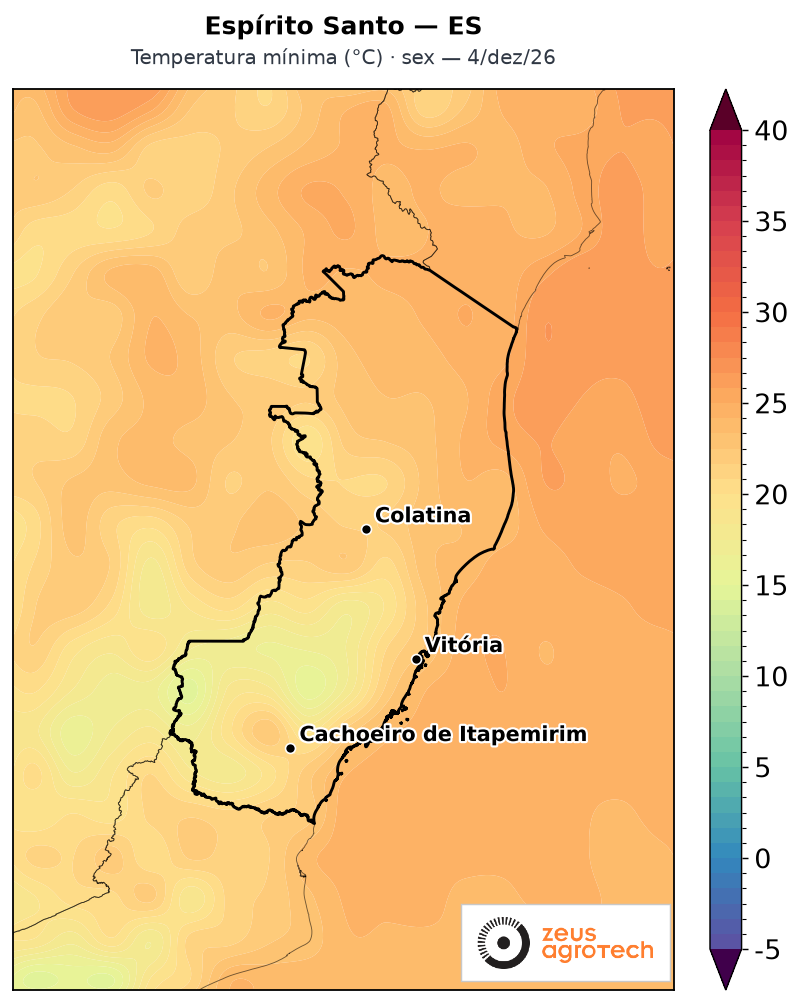 Espírito Santo — ES
Temperatura mínima (°C) · sex — 4/dez/26
40
35
30
25
20
15
10
5
0
-5
Colatina
Vitória
Cachoeiro de Itapemirim
zeus
agrotech